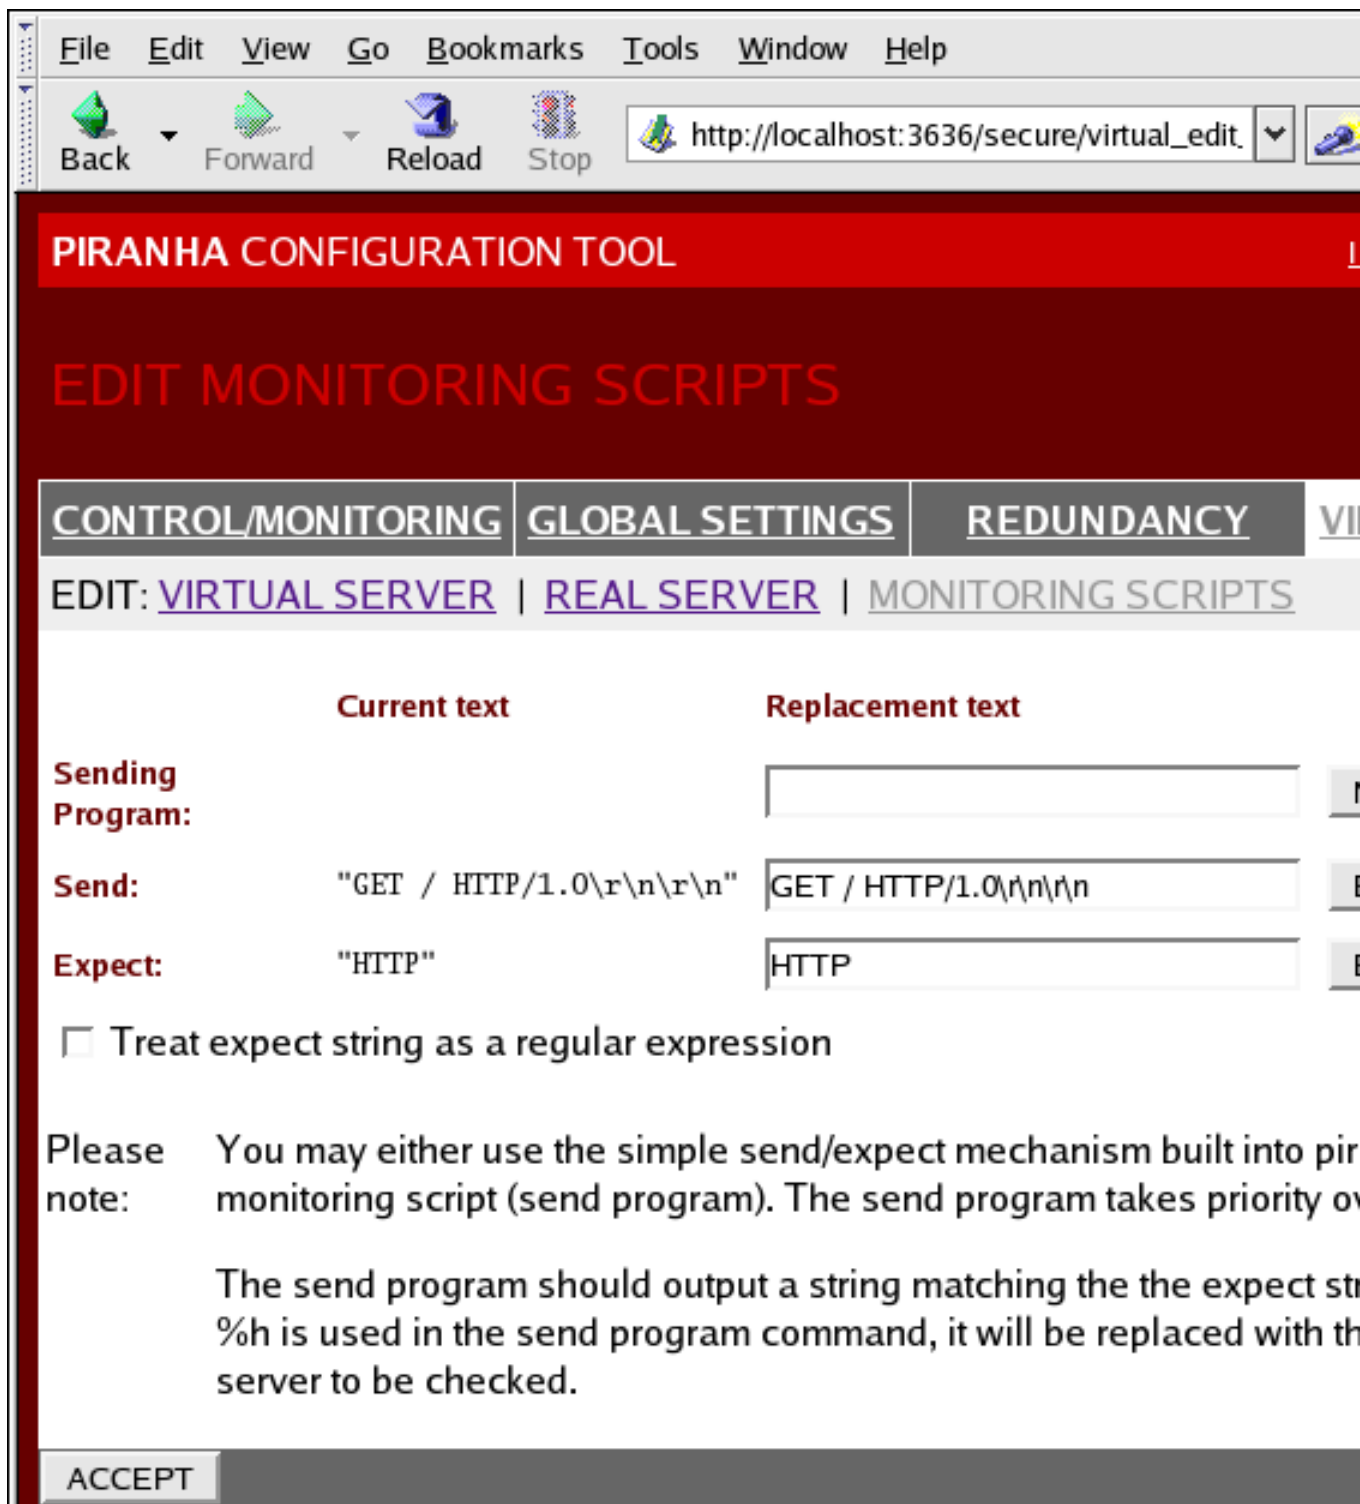 File Edit View Go Bookmarks Tools Window Help
Back Forward Reload Stop http://localhost:3636/secure/virtual_edit_
PIRANHA CONFIGURATION TOOL
EDIT MONITORING SCRIPTS
CONTROL/MONITORING GLOBAL SETTINGS REDUNDANCY
EDIT: VIRTUAL SERVER | REAL SERVER | MONITORING SCRIPTS
Current text Replacement text
Sending
Program:
Send: "GET / HTTP/1.0\r\n\r\n" GET / HTTP/1.0\r\n\r\n
Expect: "HTTP" HTTP
Treat expect string as a regular expression
Please You may either use the simple send/expect mechanism built into
note: monitoring script (send program). The send program takes priority
The send program should output a string matching the the expect
%h is used in the send program command, it will be replaced with
server to be checked.
ACCEPT